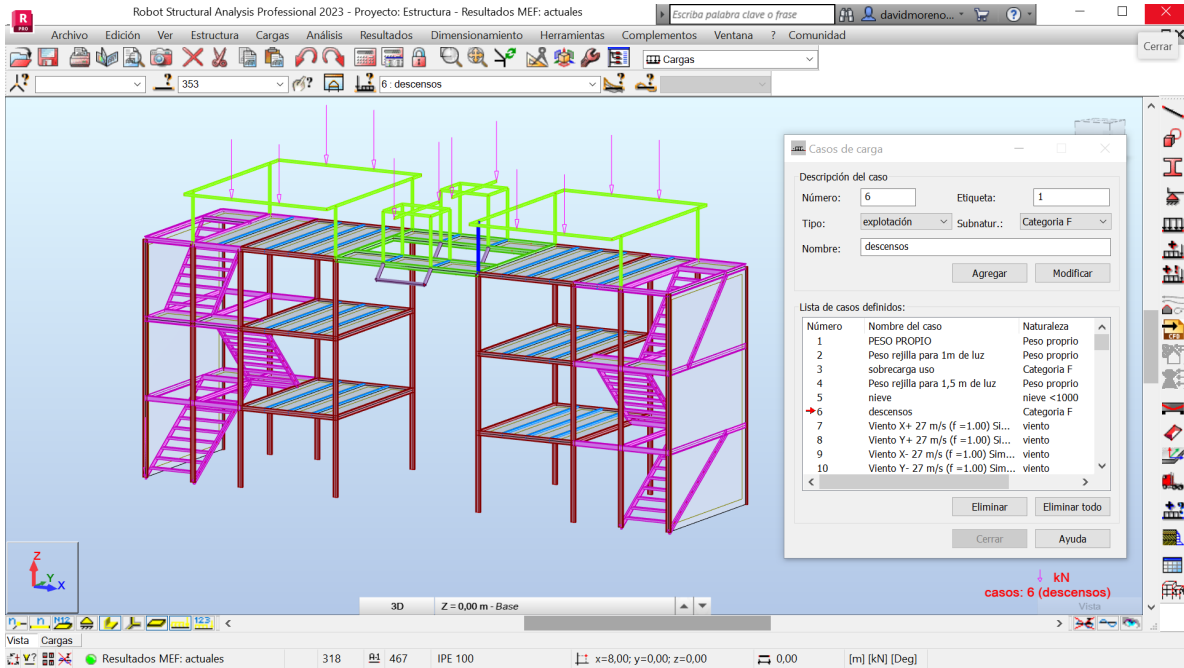 Robot Structural Analysis Professional 2023 - Proyecto: Estructura - Resultados MEF: actuales
Escriba palabra clave o frase
davidmoreno...
R
PRO
Archivo Edición Ver Estructura Cargas Análisis Resultados Dimensionamiento Herramientas Complementos Ventana ? Comunidad
Cerrar
Cargas
353
6 : descensos
Casos de carga
Descripción del caso
Número: 6 Etiqueta: 1
Tipo: explotación Subnatur.: Categoria F
Nombre: descensos
Agregar Modificar
Lista de casos definidos:
Número Nombre del caso Naturaleza
1 PESO PROPIO Peso proprio
2 Peso rejilla para 1m de luz Peso proprio
3 sobrecarga uso Categoria F
4 Peso rejilla para 1,5 m de luz Peso proprio
5 nieve nieve <1000
6 descensos Categoria F
7 Viento X+ 27 m/s (f =1.00) Si... viento
8 Viento Y+ 27 m/s (f =1.00) Si... viento
9 Viento X- 27 m/s (f =1.00) Sim... viento
10 Viento Y- 27 m/s (f =1.00) Sim... viento
Eliminar Eliminar todo
Cerrar Ayuda
Z
Y
X
kN
casos: 6 (descensos)
3D Z = 0,00 m - Base
Vista
Vista Cargas
Resultados MEF: actuales 318 467 IPE 100 x=8,00; y=0,00; z=0,00 0,00 [m] [kN] [Deg]